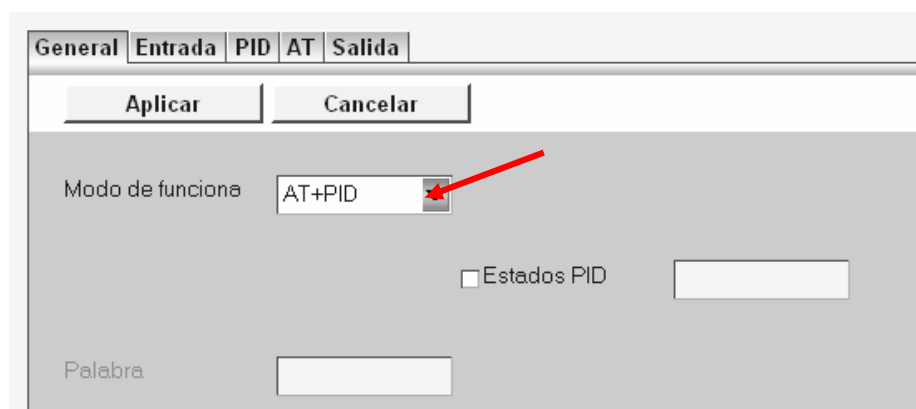 General Entrada PID AT Salida
Aplicar Cancelar
Modo de funciona AT+PID
Estados PID
Palabra